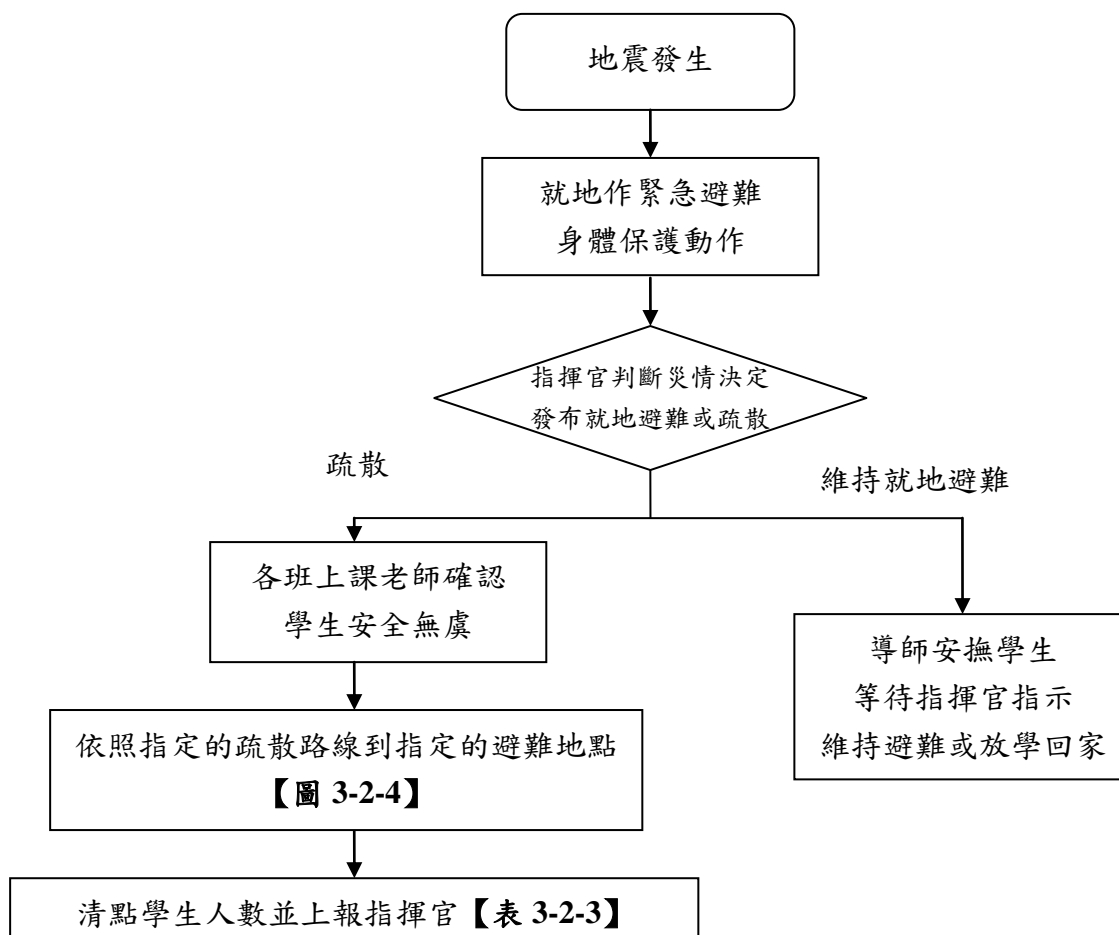 地震發生
就地作緊急避難
身體保護動作
指揮官判斷災情決定
發布就地避難或疏散
疏散
維持就地避難
各班上課老師確認
學生安全無虞
導師安撫學生
等待指揮官指示
維持避難或放學回家
依照指定的疏散路線到指定的避難地點
【圖 3-2-4】
清點學生人數並上報指揮官【表 3-2-3】